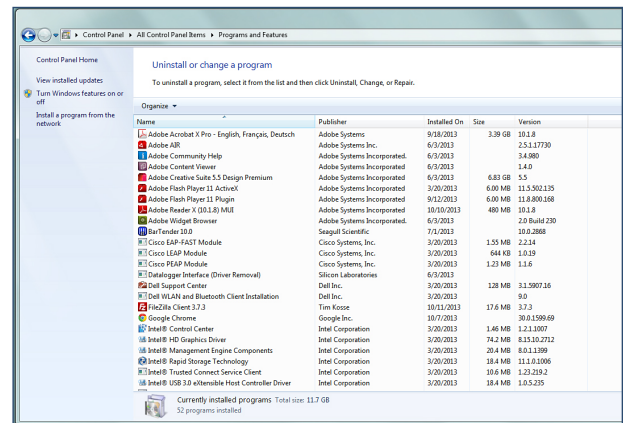 Control Panel ▸ All Control Panel Items ▸ Programs and Features
Control Panel Home
View installed updates
Turn Windows features on or
off
Install a program from the
network
Uninstall or change a program
To uninstall a program, select it from the list and then click Uninstall, Change, or Repair.
Organize
Name Publisher Installed On Size Version
Adobe Acrobat X Pro - English, Français, Deutsch Adobe Systems 9/18/2013 3.39 GB 10.1.8
Adobe AIR Adobe Systems Inc. 6/3/2013 2.5.1.17730
Adobe Community Help Adobe Systems Incorporated. 6/3/2013 3.4.980
Adobe Content Viewer Adobe Systems Incorporated 6/3/2013 1.4.0
Adobe Creative Suite 5.5 Design Premium Adobe Systems Incorporated 6/3/2013 6.83 GB 5.5
Adobe Flash Player 11 ActiveX Adobe Systems Incorporated 3/20/2013 6.00 MB 11.5.502.135
Adobe Flash Player 11 Plugin Adobe Systems Incorporated 9/12/2013 6.00 MB 11.8.800.168
Adobe Reader X (10.1.8) MUI Adobe Systems Incorporated 10/10/2013 480 MB 10.1.8
Adobe Widget Browser Adobe Systems Incorporated. 6/3/2013 2.0 Build 230
BarTender 10.0 Seagull Scientific 7/1/2013 10.0.2868
Cisco EAP-FAST Module Cisco Systems, Inc. 3/20/2013 1.55 MB 2.2.14
Cisco LEAP Module Cisco Systems, Inc. 3/20/2013 644 KB 1.0.19
Cisco PEAP Module Cisco Systems, Inc. 3/20/2013 1.23 MB 1.1.6
Datalogger Interface (Driver Removal) Silicon Laboratories 6/3/2013
Dell Support Center Dell Inc. 3/20/2013 128 MB 3.1.5907.16
Dell WLAN and Bluetooth Client Installation Dell Inc. 3/20/2013 9.0
FileZilla Client 3.7.3 Tim Kosse 10/11/2013 17.6 MB 3.7.3
Google Chrome Google Inc. 10/7/2013 30.0.1599.69
Intel® Control Center Intel Corporation 3/20/2013 1.46 MB 1.2.1.1007
Intel® HD Graphics Driver Intel Corporation 3/20/2013 74.2 MB 8.15.10.2712
Intel® Management Engine Components Intel Corporation 3/20/2013 20.4 MB 8.0.1.1399
Intel® Rapid Storage Technology Intel Corporation 3/20/2013 18.4 MB 11.1.0.1006
Intel® Trusted Connect Service Client Intel Corporation 3/20/2013 10.6 MB 1.23.219.2
Intel® USB 3.0 eXtensible Host Controller Driver Intel Corporation 3/20/2013 18.4 MB 1.0.5.235
Currently installed programs Total size: 11.7 GB
52 programs installed